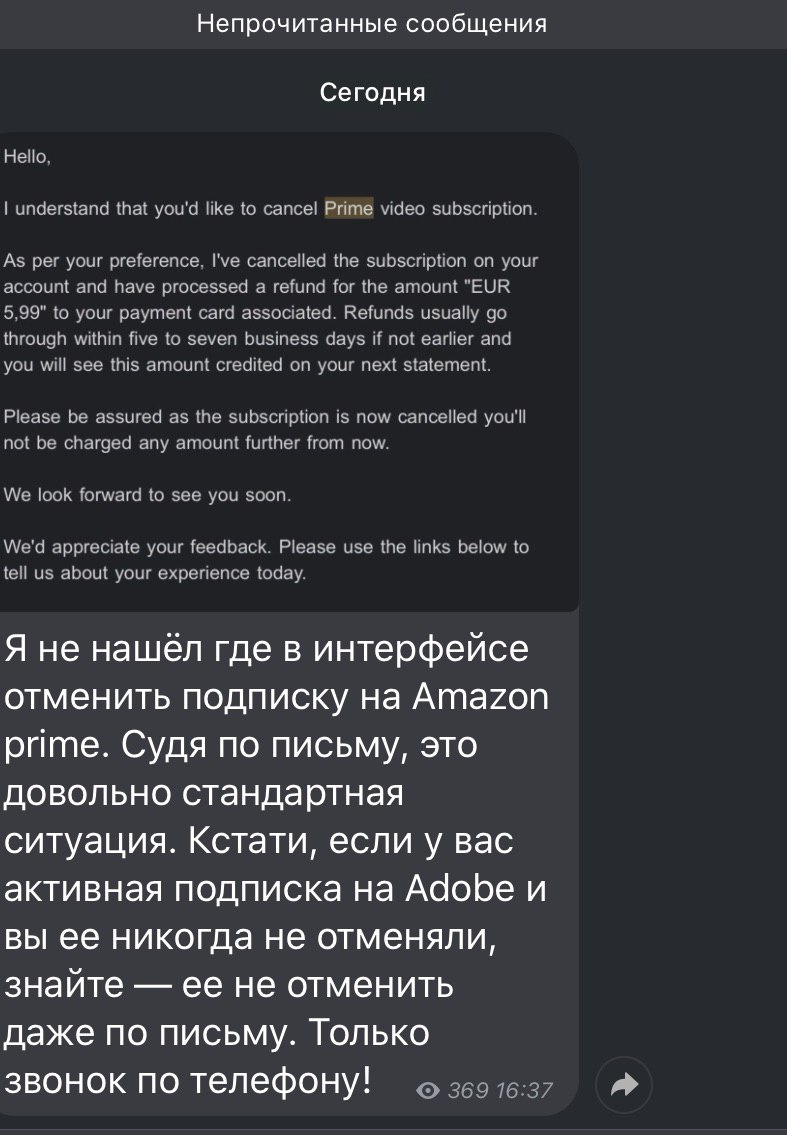 Непрочитанные сообщения
Сегодня
Hello,
I understand that you'd like to cancel Prime video subscription.
As per your preference, I've cancelled the subscription on your
account and have processed a refund for the amount "EUR
5,99" to your payment card associated. Refunds usually go
through within five to seven business days if not earlier and
you will see this amount credited on your next statement.
Please be assured as the subscription is now cancelled you'll
not be charged any amount further from now.
We look forward to see you soon.
We'd appreciate your feedback. Please use the links below to
tell us about your experience today.
Я не нашёл где в интерфейсе
отменить подписку на Amazon
prime. Судя по письму, это
довольно стандартная
ситуация. Кстати, если у вас
активная подписка на Adobe и
вы ее никогда не отменяли,
знайте — ее не отменить
даже по письму. Только
звонок по телефону!
369 16:37